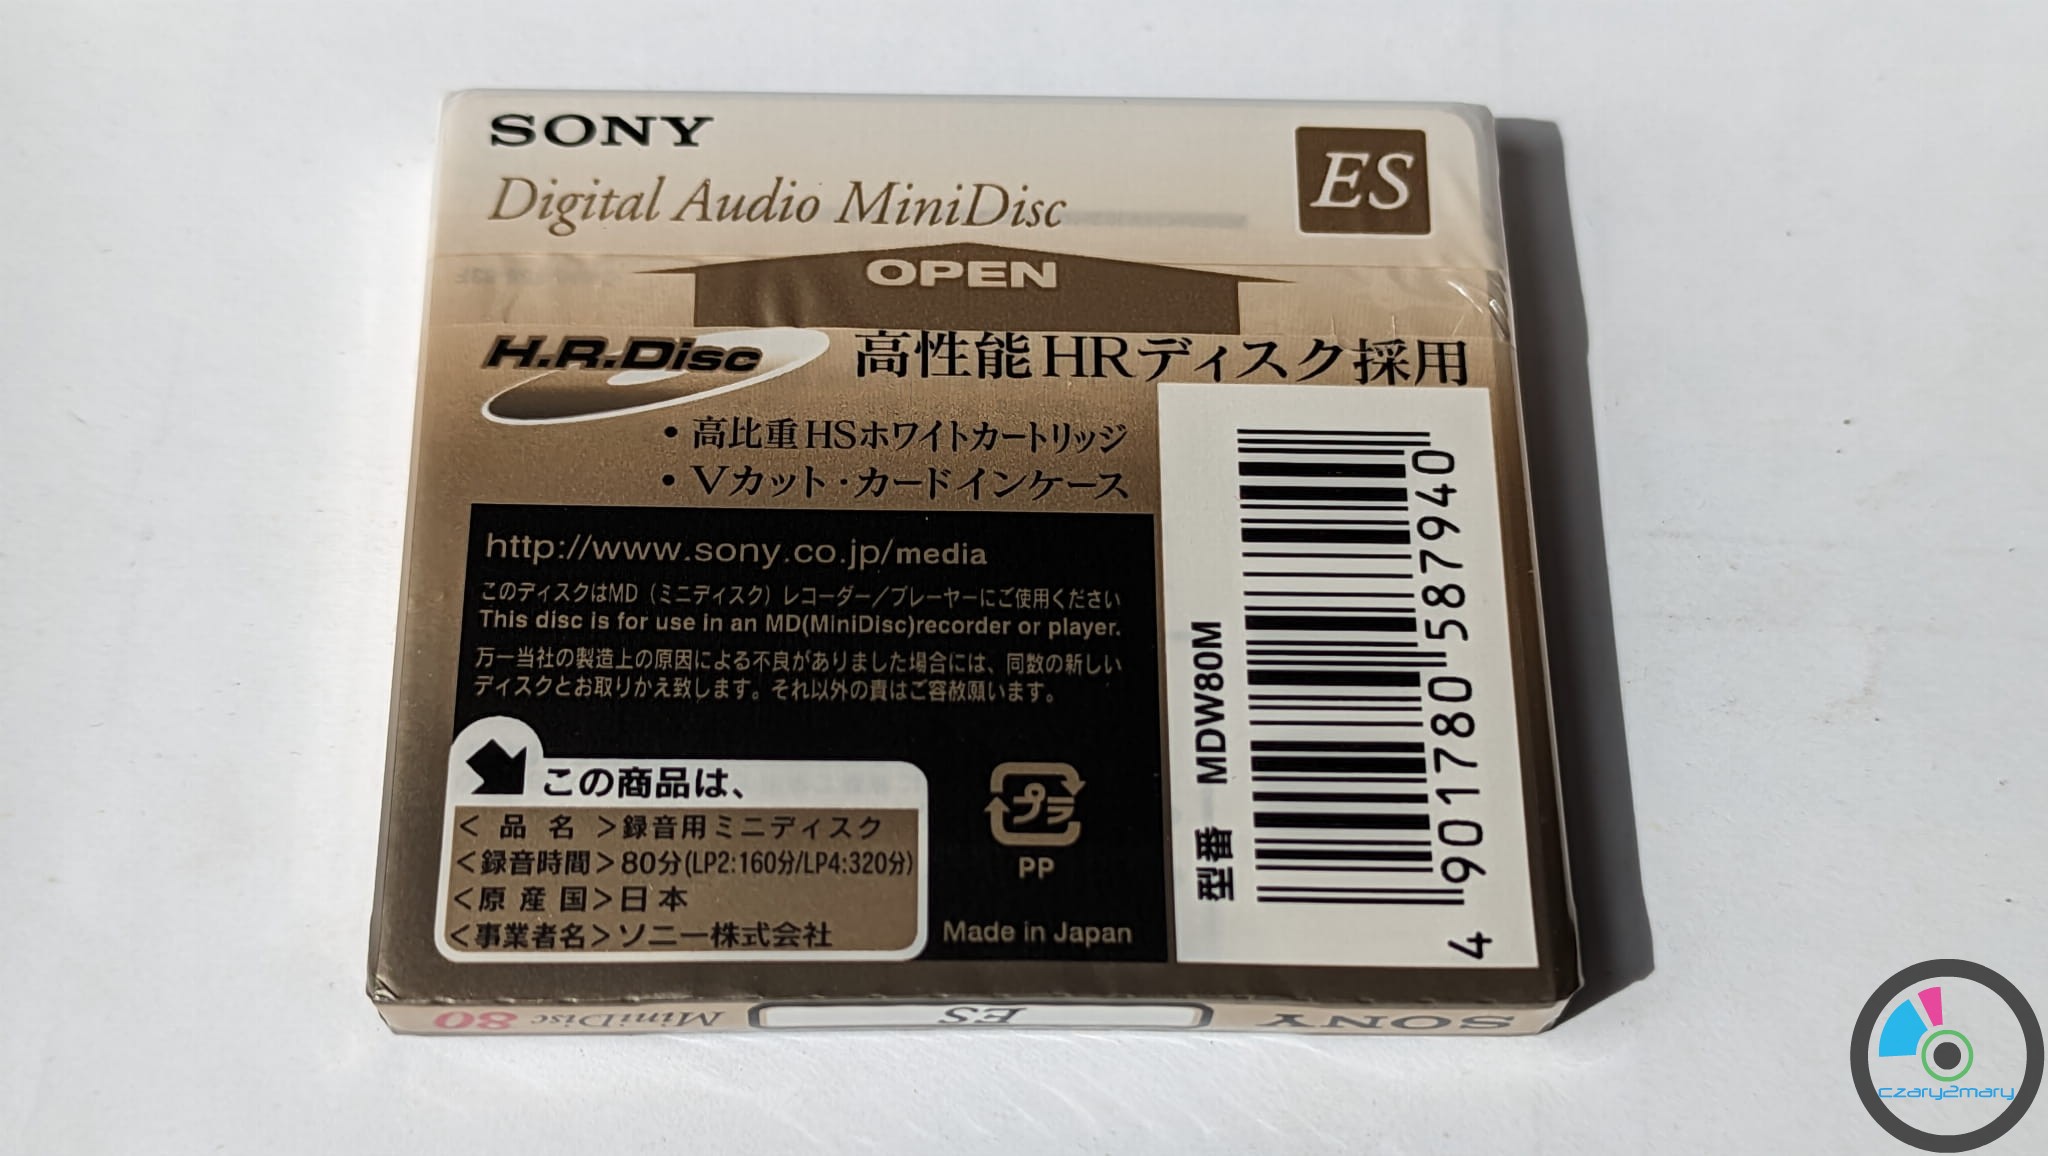 SONY
Digital Audio MiniDisc
ES
OPEN
H.R.Disc
高性能HRディスク採用
・高比重HSホワイトカートリッジ
・Vカット・カードインケース
http://www.sony.co.jp/media
このディスクはMD(ミニディスク)レコーダー/プレーヤーにご使用ください
This disc is for use in an MD(MiniDisc)recorder or player.
万一当社の製造上の原因による不良がありました場合には、同数の新しい
ディスクとお取りかえ致します。それ以外の責はご容赦願います。
この商品は、
<品名>録音用ミニディスク
<録音時間>80分(LP2:160分/LP4:320分)
<原産国>日本
<事業者名>ソニー株式会社
プラ
PP
Made in Japan
型番 MDW80M
4901780587940
SONY
ES
MiniDisc 80
czary2mary